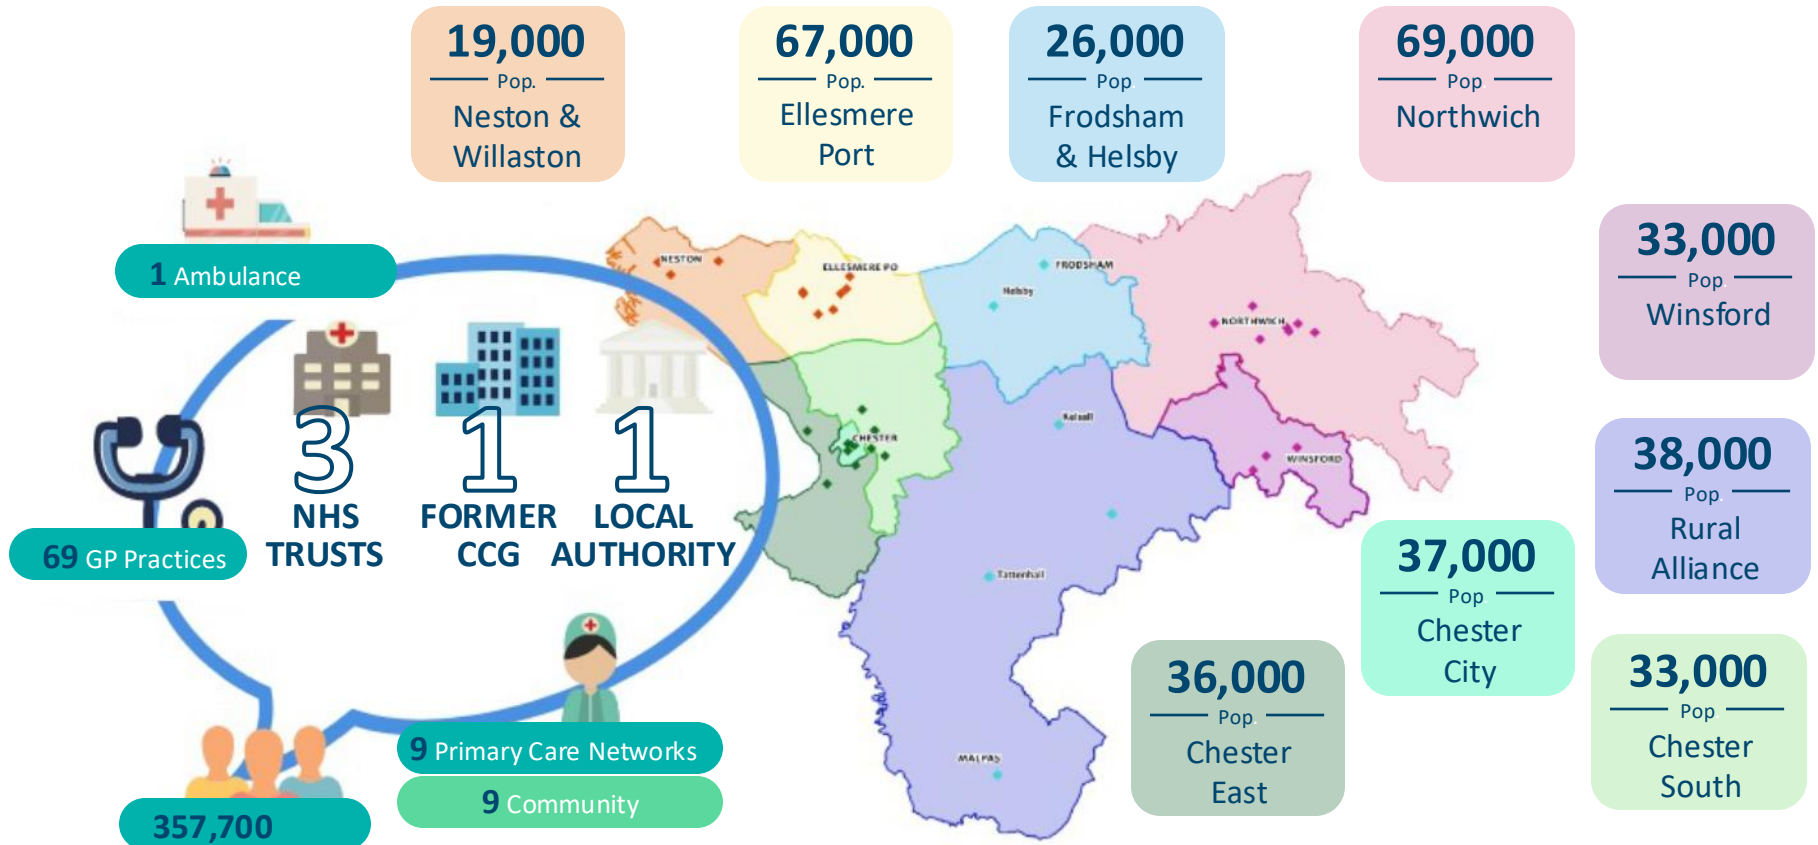 19,000
Pop.
Neston &
Willaston
67,000
Pop.
Ellesmere
Port
26,000
Pop
Frodsham
& Helsby
69,000
Pop
Northwich
33,000
Pop.
Winsford
38,000
Pop.
Rural
Alliance
37,000
Pop
Chester
City
36,000
Pop.
Chester
East
33,000
Pop
Chester
South
1 Ambulance
3
NHS
TRUSTS
1
FORMER
CCG
1
LOCAL
AUTHORITY
69 GP Practices
9 Primary Care Networks
9 Community
357,700
NESTON
ELLESMERE PO
FRODSHAM
Helsby
NORTHWICH
Kelsall
CHESTER
WINSFORD
Tattenhall
MALPAS